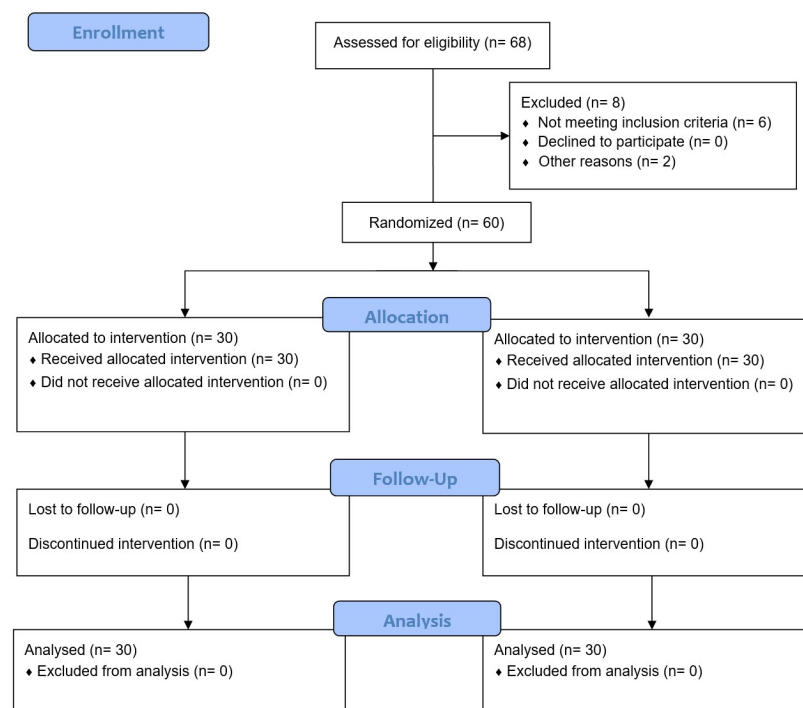 Enrollment
Assessed for eligibility (n= 68)
Excluded (n= 8)
♦ Not meeting inclusion criteria (n= 6)
♦ Declined to participate (n= 0)
♦ Other reasons (n= 2)
Randomized (n= 60)
Allocation
Allocated to intervention (n= 30)
♦ Received allocated intervention (n= 30)
♦ Did not receive allocated intervention (n= 0)
Allocated to intervention (n= 30)
♦ Received allocated intervention (n= 30)
♦ Did not receive allocated intervention (n= 0)
Follow-Up
Lost to follow-up (n= 0)
Discontinued intervention (n= 0)
Lost to follow-up (n= 0)
Discontinued intervention (n= 0)
Analysis
Analysed (n= 30)
♦ Excluded from analysis (n= 0)
Analysed (n= 30)
♦ Excluded from analysis (n= 0)